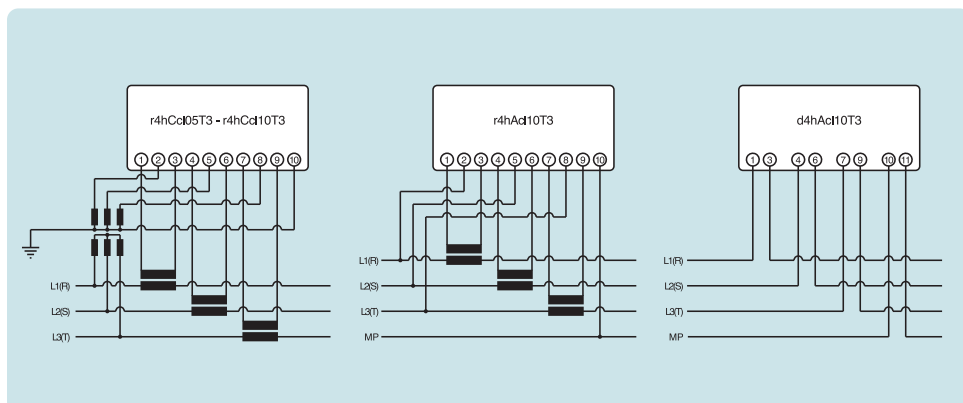 r4hCcl05T3 - r4hCcl10T3
1 2 3 4 5 6 7 8 9 10
L1(R)
L2(S)
L3(T)
r4hAcl10T3
1 2 3 4 5 6 7 8 9 10
L1(R)
L2(S)
L3(T)
MP
d4hAcl10T3
1 3 4 6 7 9 10 11
L1(R)
L2(S)
L3(T)
MP